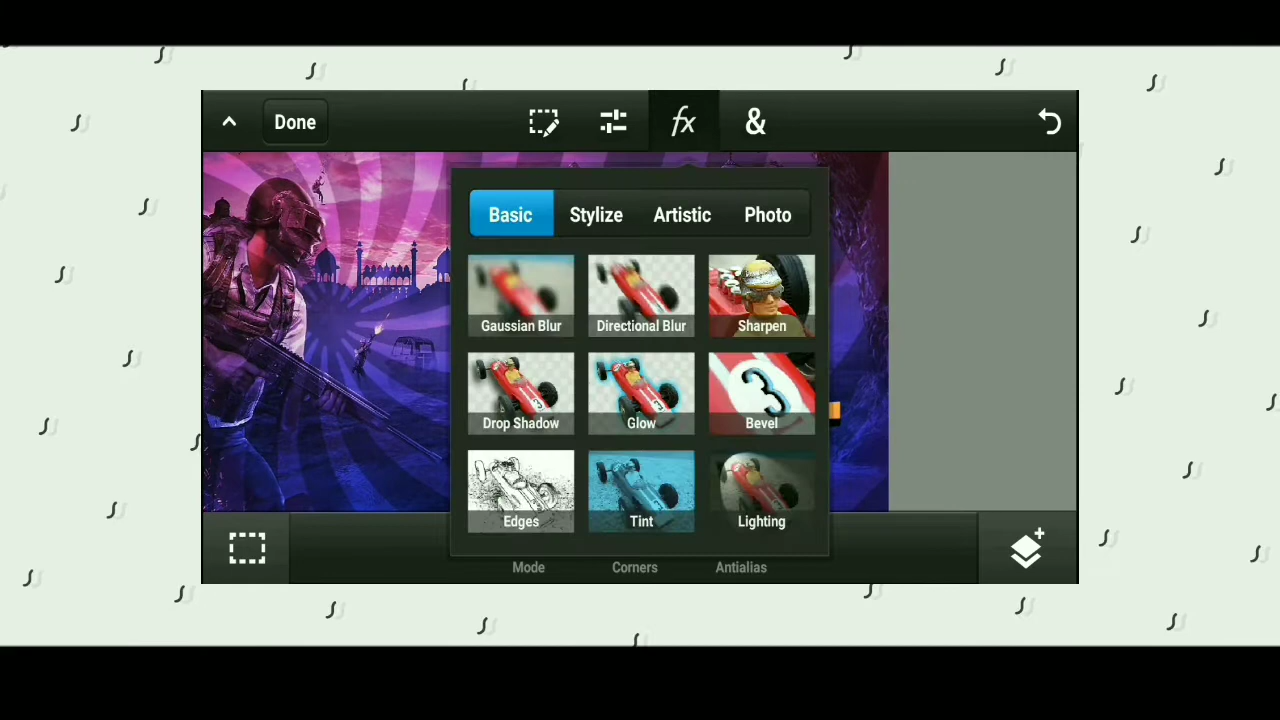 Done fx &
Basic Stylize Artistic Photo
Gaussian Blur Directional Blur Sharpen
Drop Shadow Glow Bevel
Edges Tint Lighting
Mode Corners Antialias